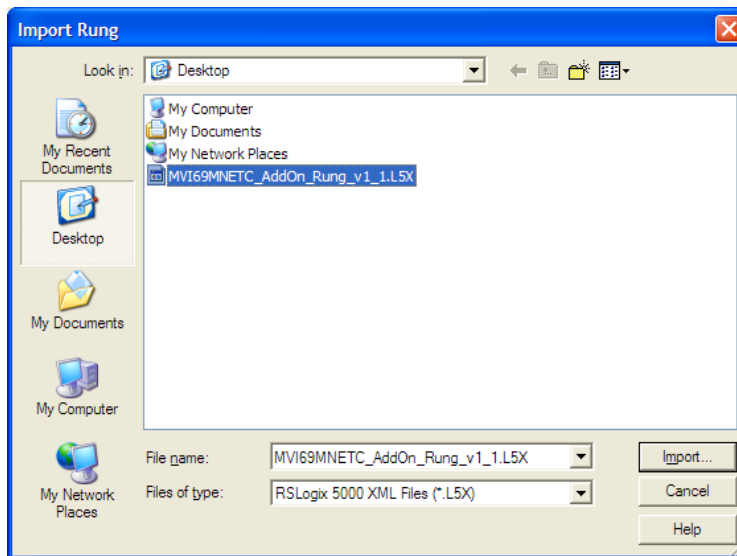 Import Rung
Look in:
Desktop
My Recent
Documents
Desktop
My Documents
My Computer
My Network
Places
My Computer
My Documents
My Network Places
MVI69MNETC_AddOn_Rung_v1_1.L5X
File name:
MVI69MNETC_AddOn_Rung_v1_1.L5X
Import...
Files of type:
RSLogix 5000 XML Files (*.L5X)
Cancel
Help